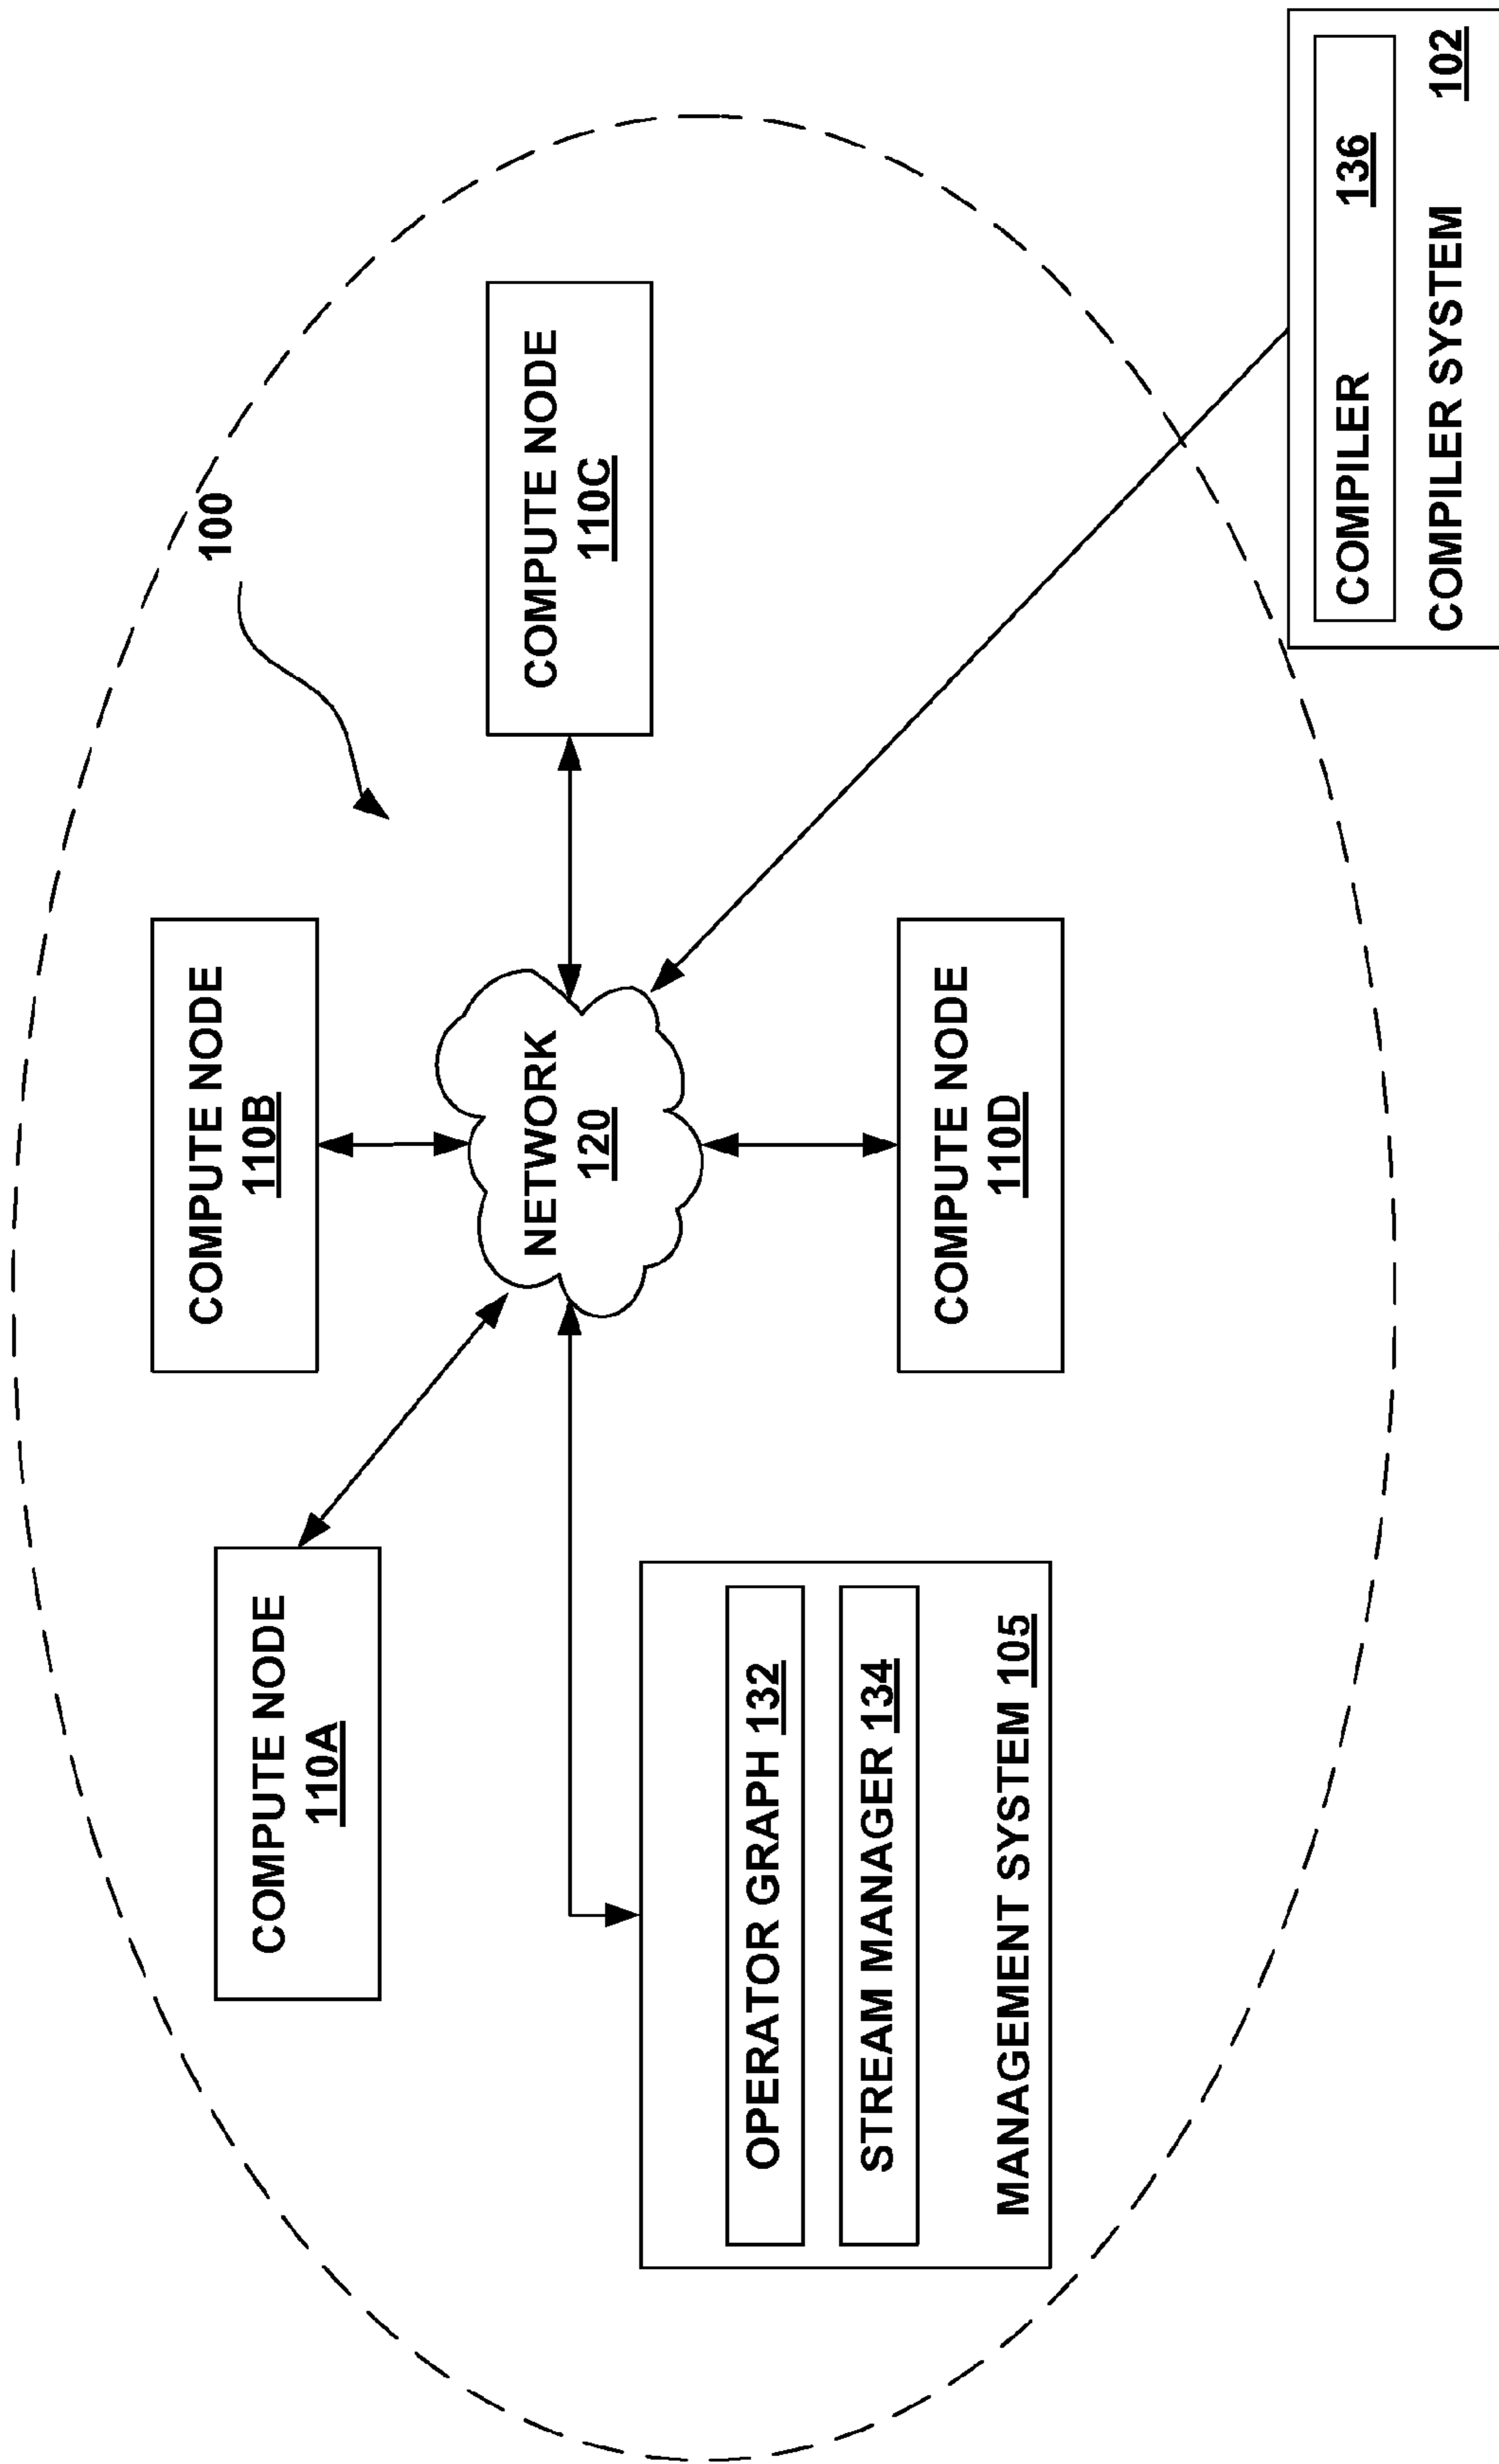 100
COMPUTE NODE
110A
COMPUTE NODE
110B
COMPUTE NODE
110C
NETWORK
120
OPERATOR GRAPH 132
STREAM MANAGER 134
MANAGEMENT SYSTEM 105
COMPUTE NODE
110D
COMPILER 136
COMPILER SYSTEM 102